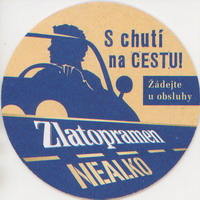 S chutí
na CESTU!
Žádejte
u obsluhy
Zlatopramen
NEALKO